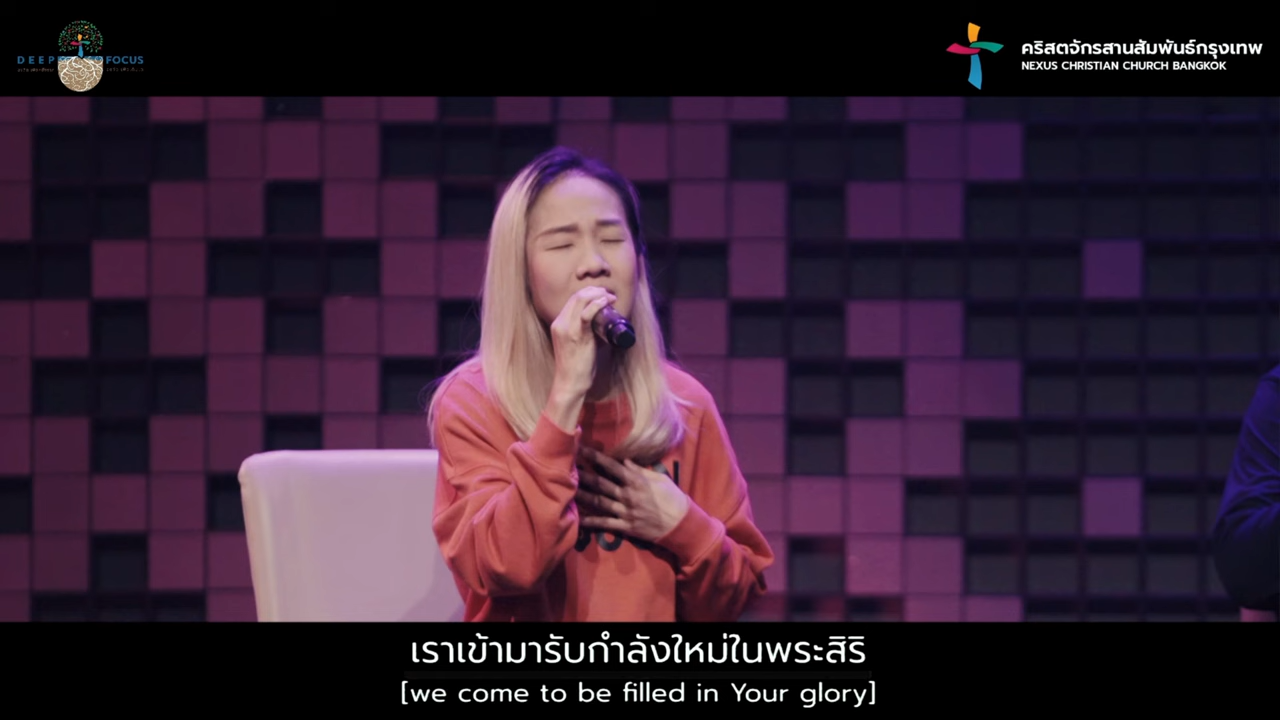 DEEP FOCUS
คริสตจักรสานสัมพันธ์กรุงเทพ
NEXUS CHRISTIAN CHURCH BANGKOK
เราเข้ามารับกำลังใหม่ในพระสิริ
[we come to be filled in Your glory]